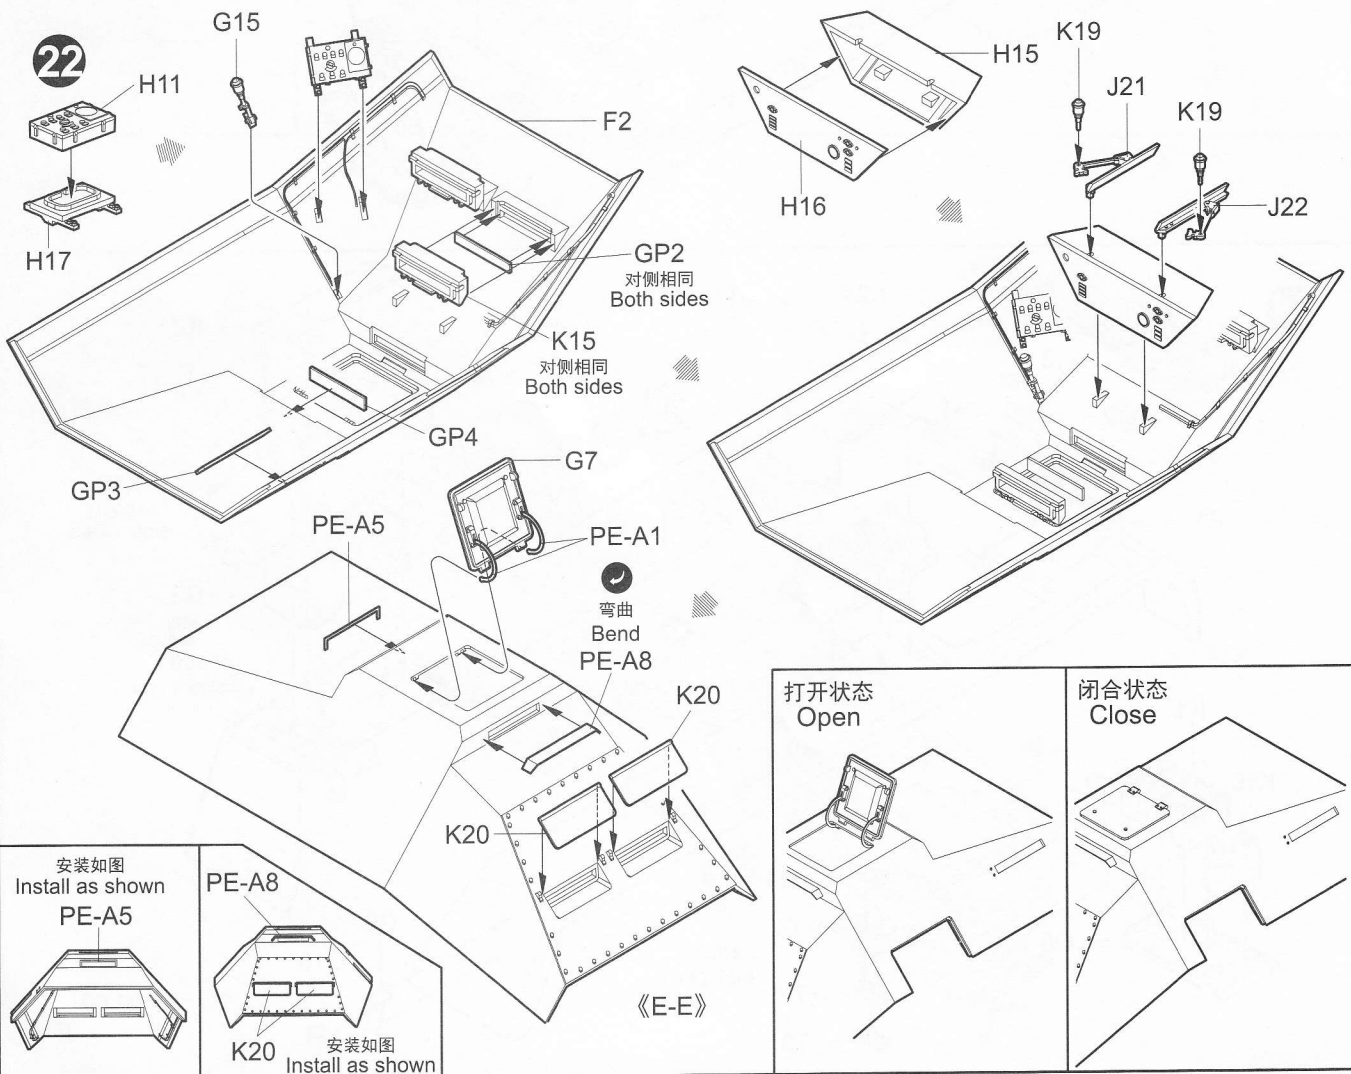 22
G15
H11
H17
F2
GP2
对侧相同
Both sides
K15
对侧相同
Both sides
GP4
GP3
H15
H16
K19
J21
K19
J22
G7
PE-A1
PE-A5
弯曲
Bend
PE-A8
K20
K20
《E-E》
安装如图
Install as shown
PE-A5
PE-A8
K20
安装如图
Install as shown
打开状态
Open
闭合状态
Close